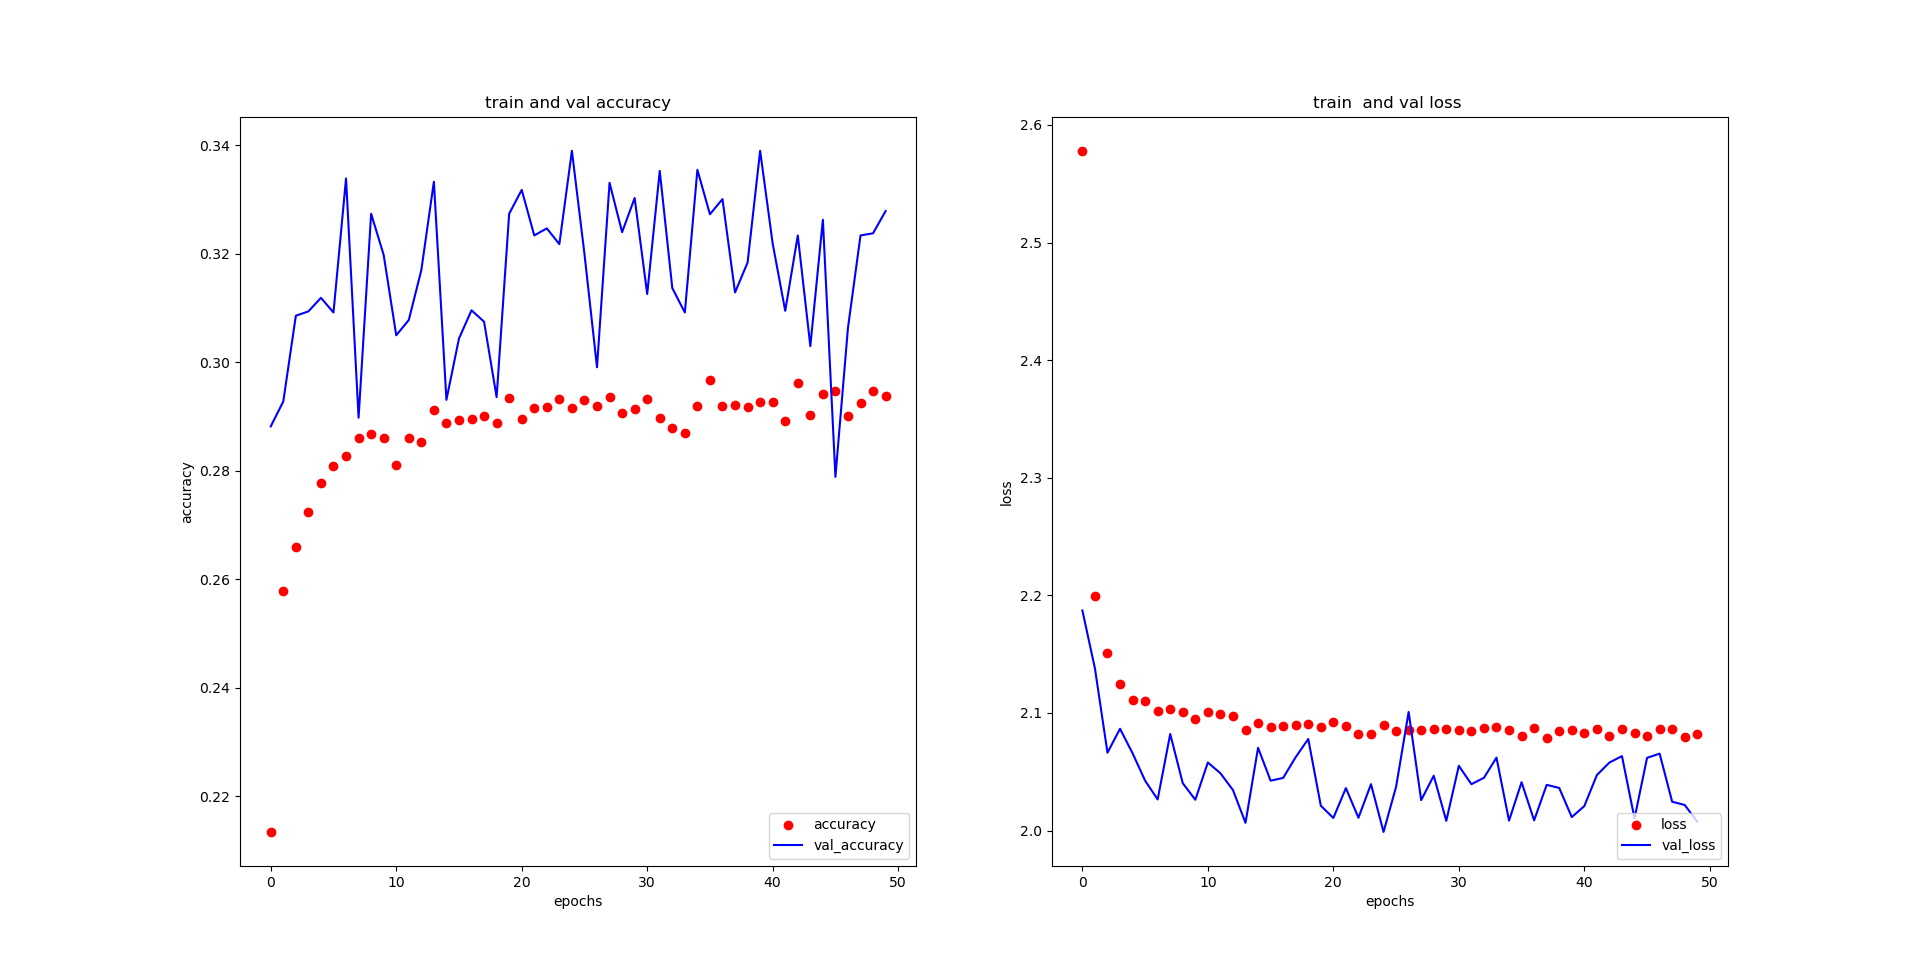 train and val accuracy
0.34
0.32
0.30
0.28
0.26
0.24
0.22
accuracy
accuracy
val_accuracy
0 10 20 30 40 50
epochs
train  and val loss
2.6
2.5
2.4
2.3
2.2
2.1
2.0
loss
loss
val_loss
0 10 20 30 40 50
epochs